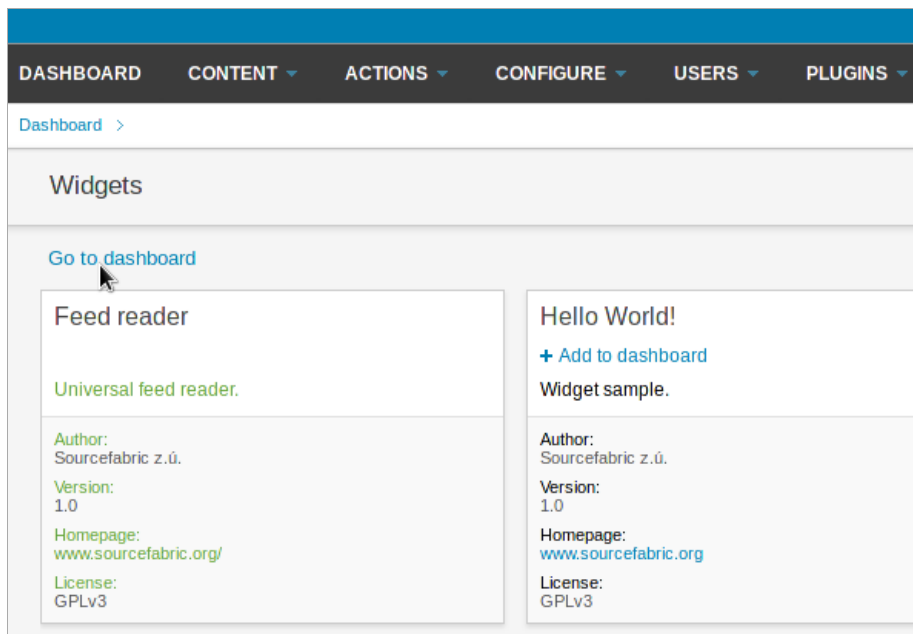 DASHBOARD CONTENT ACTIONS CONFIGURE USERS PLUGINS
Dashboard >
Widgets
Go to dashboard
Feed reader
Universal feed reader.
Author:
Sourcefabric z.ú.
Version:
1.0
Homepage:
www.sourcefabric.org/
License:
GPLv3
Hello World!
+ Add to dashboard
Widget sample.
Author:
Sourcefabric z.ú.
Version:
1.0
Homepage:
www.sourcefabric.org
License:
GPLv3